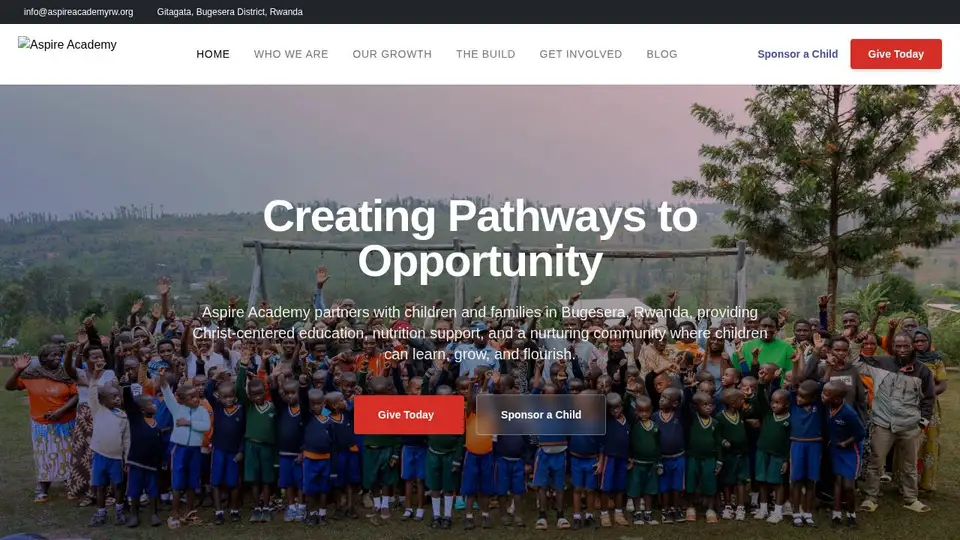 info@aspireacademyrw.org
Gitagata, Bugesera District, Rwanda
Aspire Academy
HOME
WHO WE ARE
OUR GROWTH
THE BUILD
GET INVOLVED
BLOG
Sponsor a Child
Give Today
Creating Pathways to
Opportunity
Aspire Academy partners with children and families in Bugesera, Rwanda, providing
Christ-centered education, nutrition support, and a nurturing community where children
can learn, grow, and flourish.
Give Today
Sponsor a Child